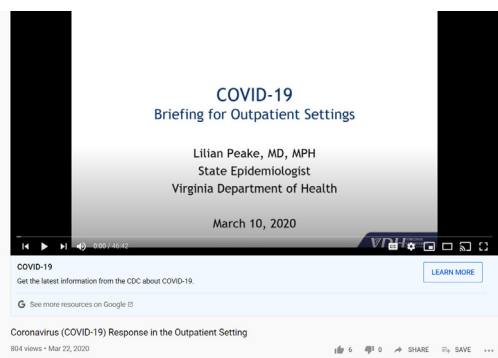 COVID-19
Briefing for Outpatient Settings
Lilian Peake, MD, MPH
State Epidemiologist
Virginia Department of Health
March 10, 2020
VDH
0:00 / 46:42
COVID-19
Get the latest information from the CDC about COVID-19.
LEARN MORE
G See more resources on Google
Coronavirus (COVID-19) Response in the Outpatient Setting
804 views • Mar 22, 2020 6 0 SHARE SAVE